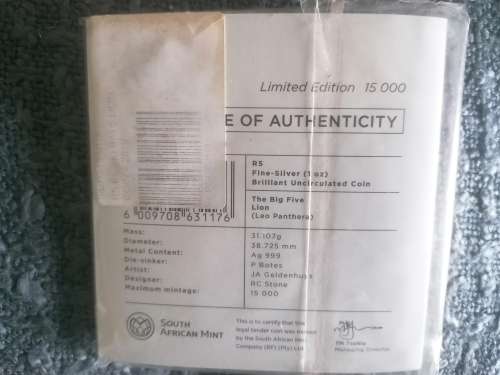 Limited Edition 15 000
E OF AUTHENTICITY
R5
Fine-Silver (1 oz)
Brilliant Uncirculated Coin
The Big Five
Lion
(Leo Panthera)
6 009708 631176
Mass: 31.107g
Diameter: 38.725 mm
Metal Content: Ag 999
Die-sinker: P Botes
Artist: JA Geldenhuys
Designer: RC Stone
Maximum mintage: 15 000
SOUTH
AFRICAN MINT
This is to certify that the
legal tender coin was minted
by the South African Mint
Company (RF) (Pty) Ltd
Managing Director